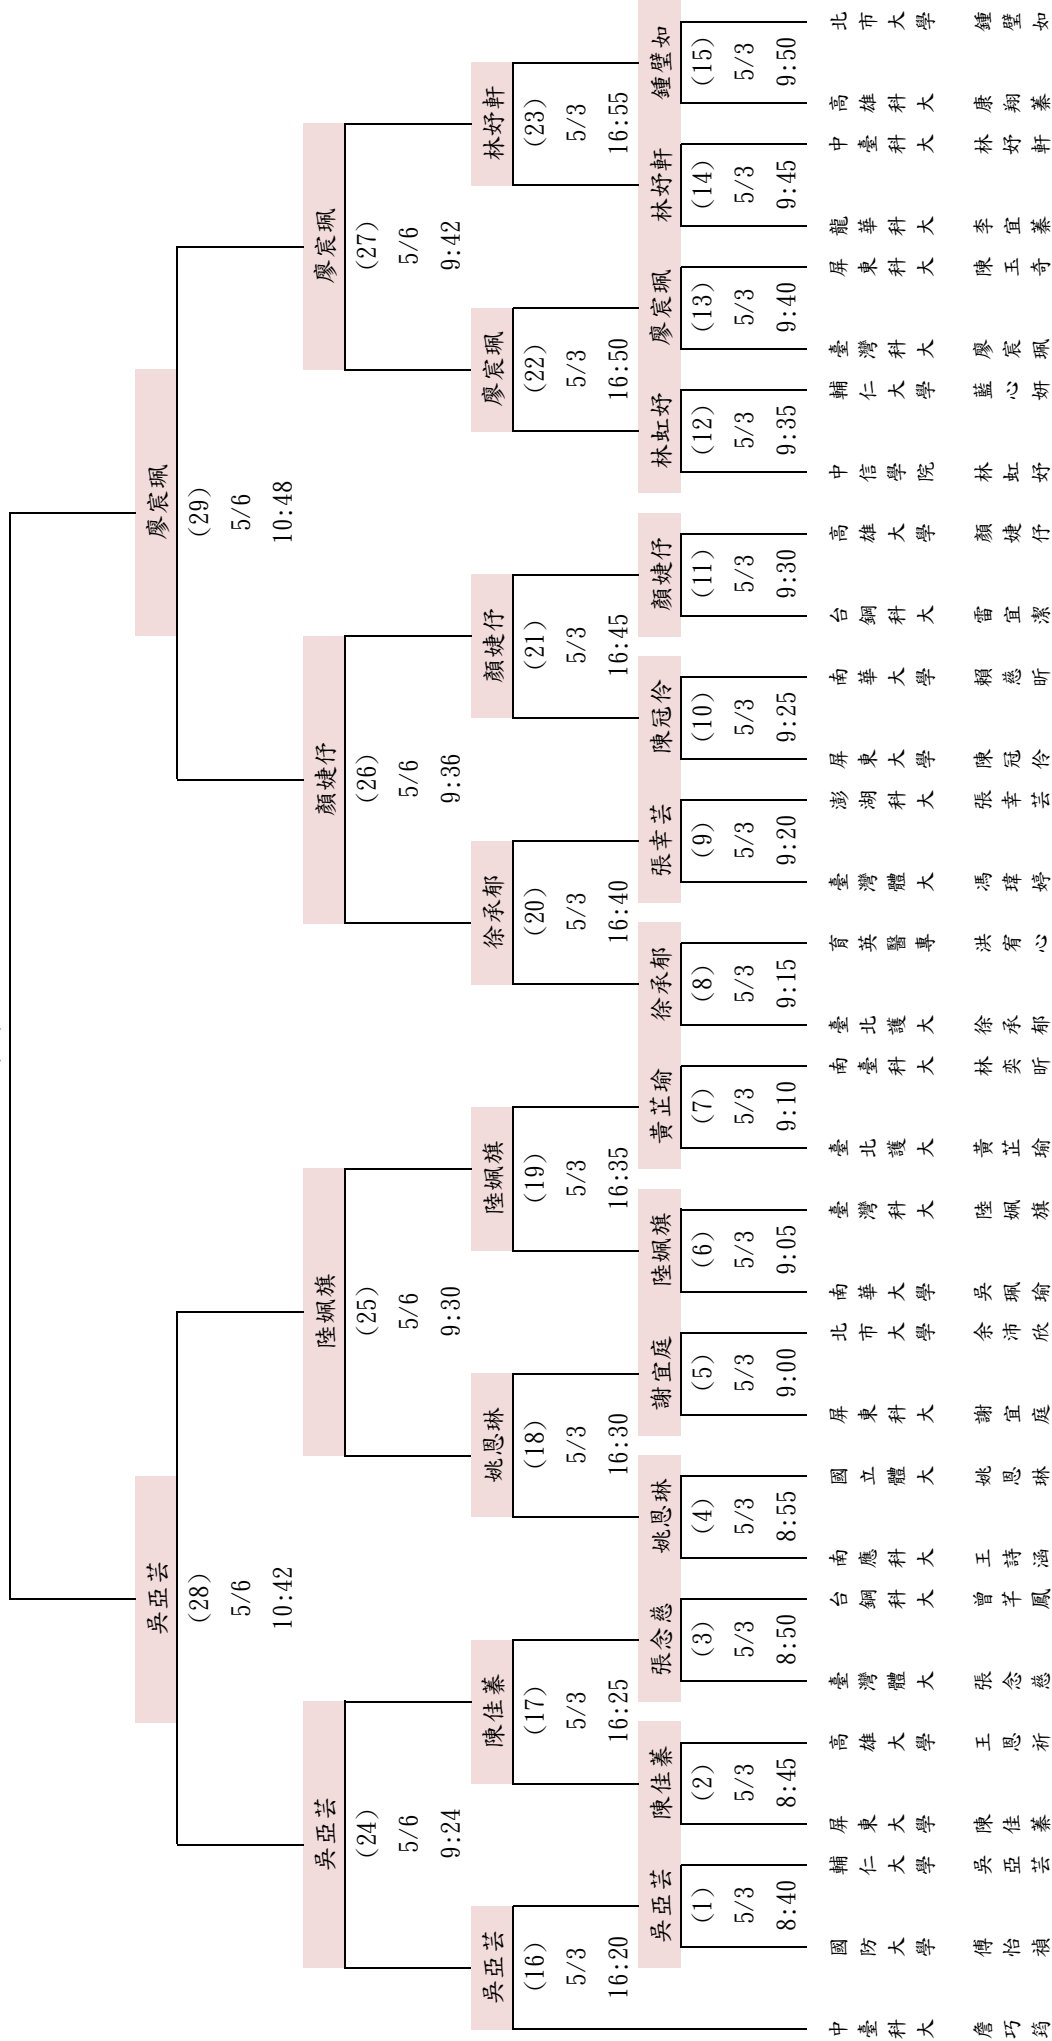 中臺科大 詹巧筠
國防大學 傅怡禎
輔仁大學 吳亞芸
屏東大學 陳佳蓁
高雄大學 王恩祈
臺灣體大 張念慈
台鋼科大 曾芊鳳
南應科大 王詩涵
國立體大 姚恩琳
屏東科大 謝宜庭
北市大學 余沛欣
南華大學 吳珮瑜
臺灣科大 陸姵旗
臺北護大 黃芷瑜
南臺科大 林奕昕
臺北護大 徐承郁
育英醫專 洪宥心
臺灣體大 馮瑋婷
澎湖科大 張幸芸
屏東大學 陳冠伶
南華大學 賴慈昕
台鋼科大 雷宜潔
高雄大學 顏婕伃
中信學院 林虹妤
輔仁大學 藍心妍
臺灣科大 廖宸珮
屏東科大 陳玉奇
龍華科大 李宜蓁
中臺科大 林妤軒
高雄科大 康翔蓁
北市大學 鍾璧如
吳亞芸
(1)
5/3
8:40
陳佳蓁
(2)
5/3
8:45
張念慈
(3)
5/3
8:50
姚恩琳
(4)
5/3
8:55
謝宜庭
(5)
5/3
9:00
陸姵旗
(6)
5/3
9:05
黃芷瑜
(7)
5/3
9:10
徐承郁
(8)
5/3
9:15
張幸芸
(9)
5/3
9:20
陳冠伶
(10)
5/3
9:25
顏婕伃
(11)
5/3
9:30
林虹妤
(12)
5/3
9:35
廖宸珮
(13)
5/3
9:40
林妤軒
(14)
5/3
9:45
鍾璧如
(15)
5/3
9:50
吳亞芸
(16)
5/3
16:20
陳佳蓁
(17)
5/3
16:25
姚恩琳
(18)
5/3
16:30
陸姵旗
(19)
5/3
16:35
徐承郁
(20)
5/3
16:40
顏婕伃
(21)
5/3
16:45
廖宸珮
(22)
5/3
16:50
林妤軒
(23)
5/3
16:55
吳亞芸
(24)
5/6
9:24
陸姵旗
(25)
5/6
9:30
顏婕伃
(26)
5/6
9:36
廖宸珮
(27)
5/6
9:42
吳亞芸
(28)
5/6
10:42
廖宸珮
(29)
5/6
10:48